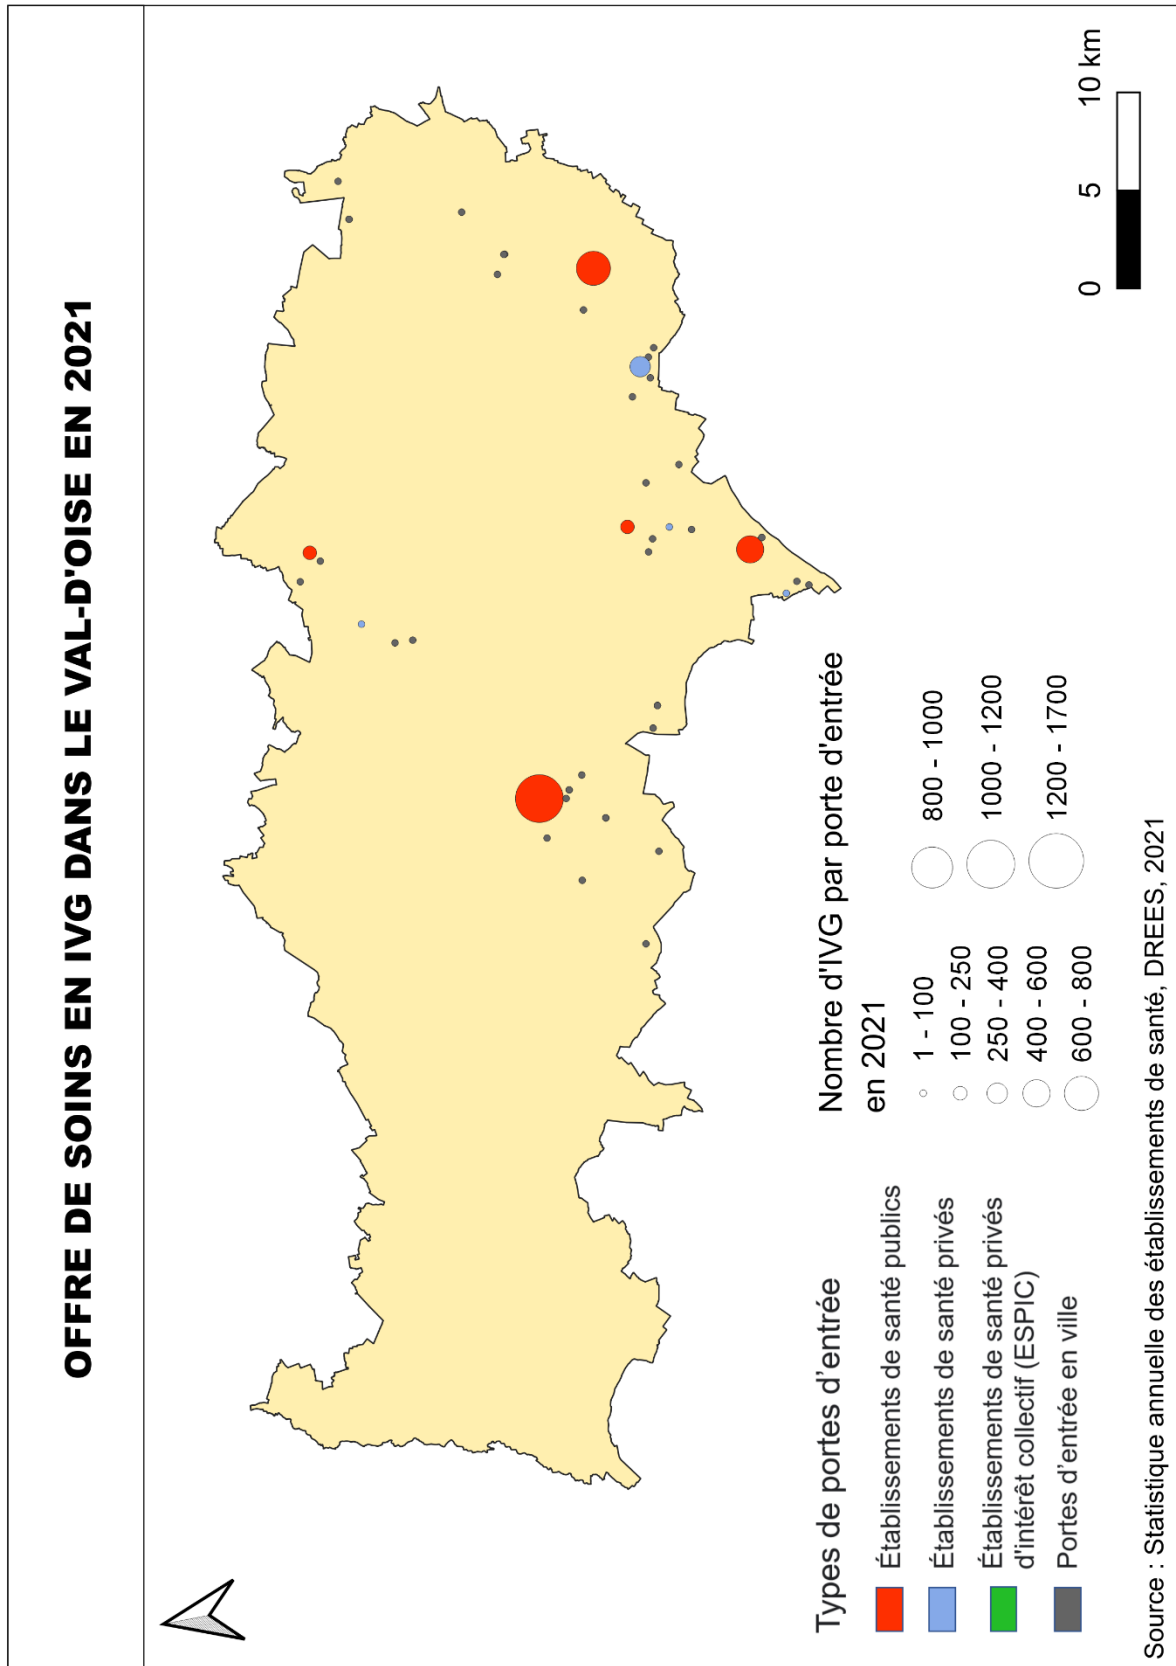 OFFRE DE SOINS EN IVG DANS LE VAL-D'OISE EN 2021
Types de portes d'entrée
Établissements de santé publics
Établissements de santé privés
Établissements de santé privés
d'intérêt collectif (ESPIC)
Portes d'entrée en ville
Nombre d'IVG par porte d'entrée
en 2021
1 - 100
100 - 250
250 - 400
400 - 600
600 - 800
800 - 1000
1000 - 1200
1200 - 1700
0 5 10 km
Source : Statistique annuelle des établissements de santé, DREES, 2021